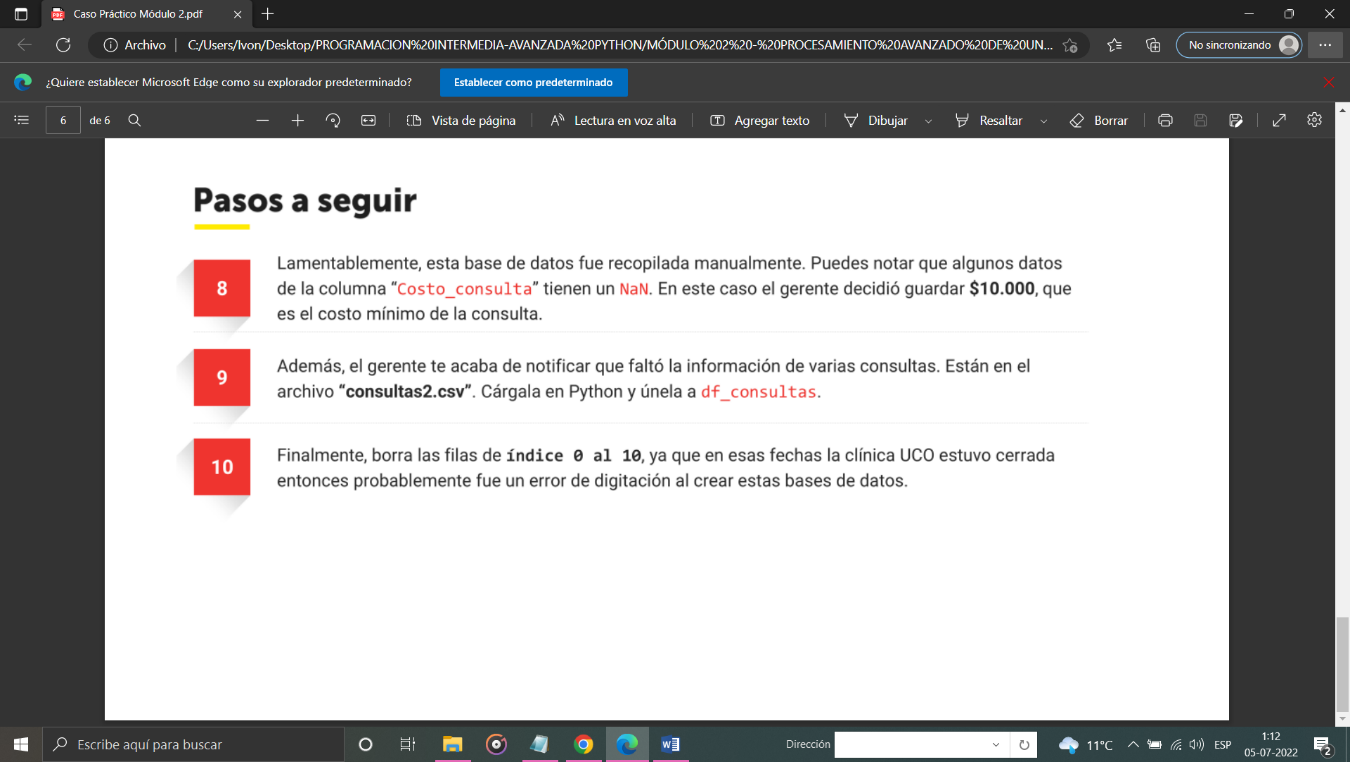 Caso Práctico Módulo 2.pdf
Archivo
C:/Users/Ivon/Desktop/PROGRAMACION%20INTERMEDIA-AVANZADA%20PYTHON/MÓDULO%202%20-%20PROCESAMIENTO%20AVANZADO%20DE%20UN...
No sincronizando
¿Quiere establecer Microsoft Edge como su explorador predeterminado?
Establecer como predeterminado
6 de 6
Vista de página
Lectura en voz alta
Agregar texto
Dibujar
Resaltar
Borrar
Pasos a seguir
8
Lamentablemente, esta base de datos fue recopilada manualmente. Puedes notar que algunos datos
de la columna “Costo_consulta” tienen un NaN. En este caso el gerente decidió guardar $10.000, que
es el costo mínimo de la consulta.
9
Además, el gerente te acaba de notificar que faltó la información de varias consultas. Están en el
archivo “consultas2.csv”. Cárgala en Python y únela a df_consultas.
10
Finalmente, borra las filas de índice 0 al 10, ya que en esas fechas la clínica UCO estuvo cerrada
entonces probablemente fue un error de digitación al crear estas bases de datos.
Escribe aquí para buscar
Dirección
11°C
ESP
1:12
05-07-2022
2